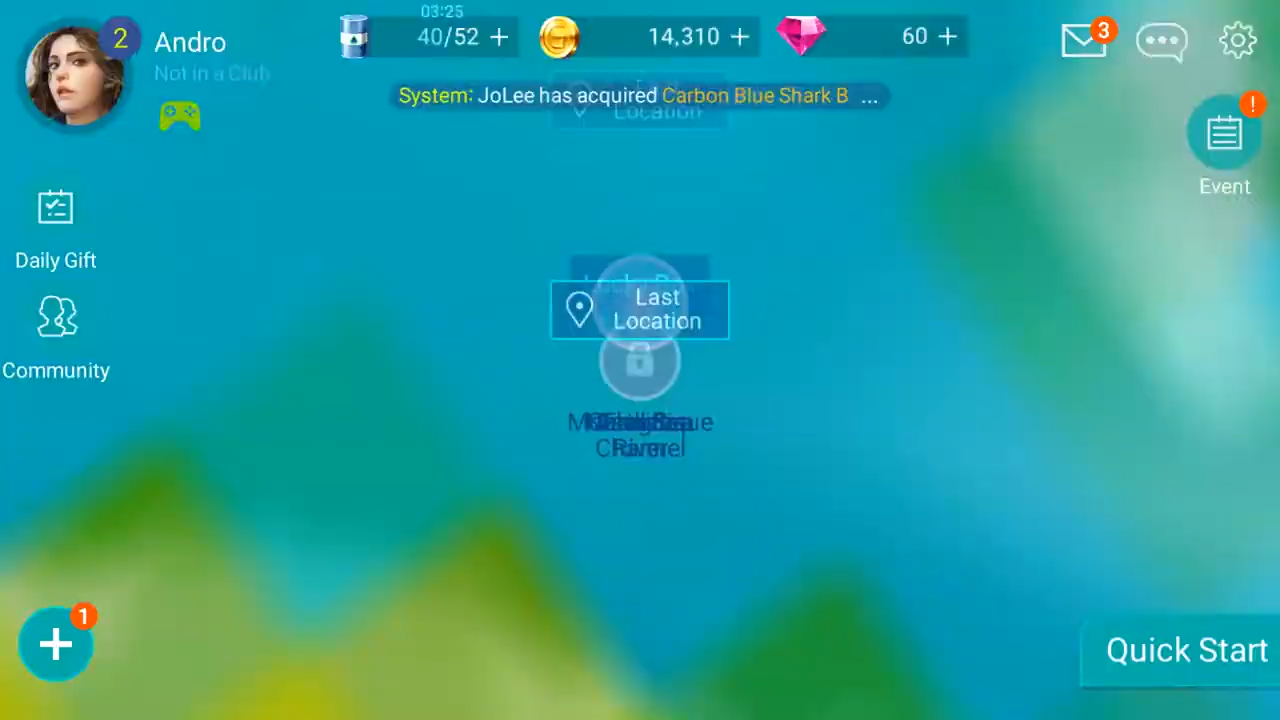 2
Andro
Not in a Club
03:25
40/52 +
14,310 +
60 +
3
System: JoLee has acquired Carbon Blue Shark B ...
Location
!
Event
Daily Gift
Last
Location
Community
1
Quick Start